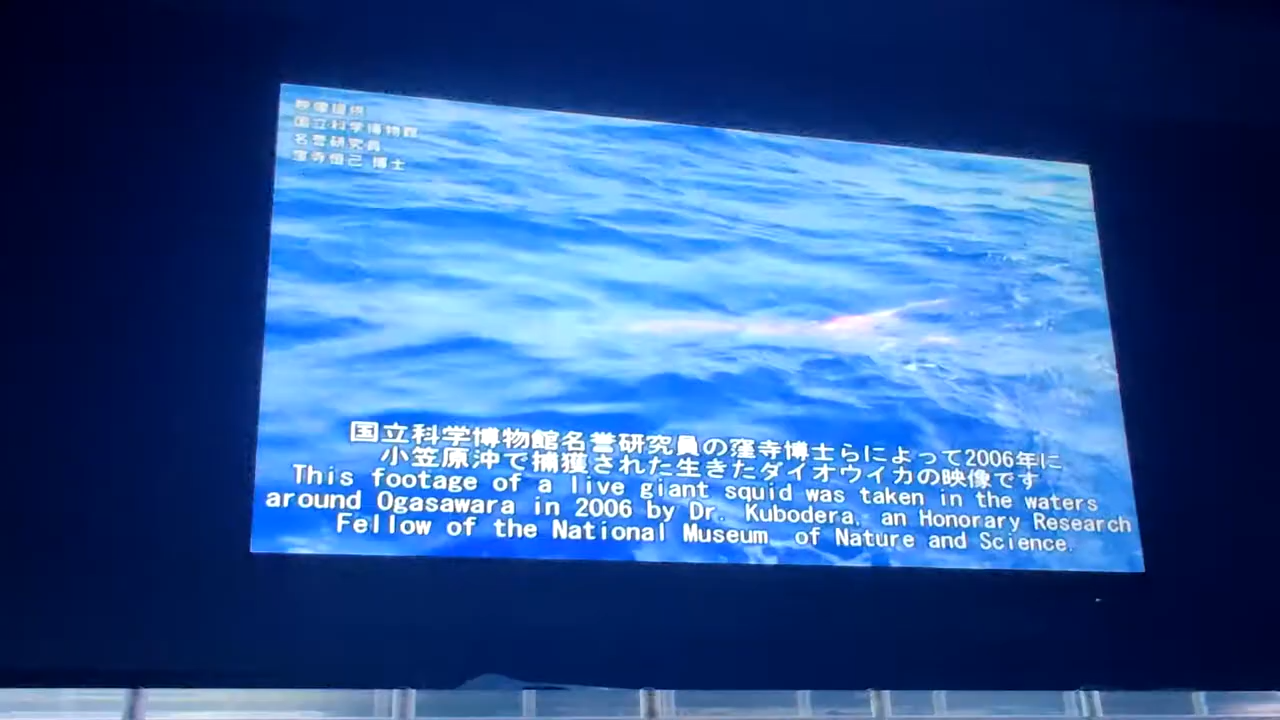 映像提供
国立科学博物館
名誉研究員
窪寺恒己 博士
国立科学博物館名誉研究員の窪寺博士らによって2006年に
小笠原沖で捕獲された生きたダイオウイカの映像です
This footage of a live giant squid was taken in the waters
around Ogasawara in 2006 by Dr. Kubodera, an Honorary Research
Fellow of the National Museum of Nature and Science.